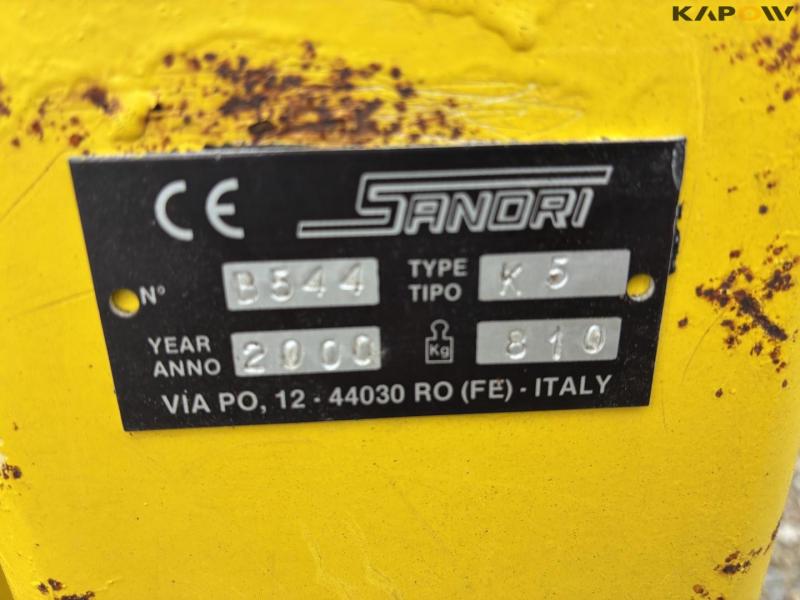 KAPOW
CE SANDRI
N° B544 TYPE TIPO K 5
YEAR ANNO 2000 Kg 810
VIA PO, 12 - 44030 RO (FE) - ITALY